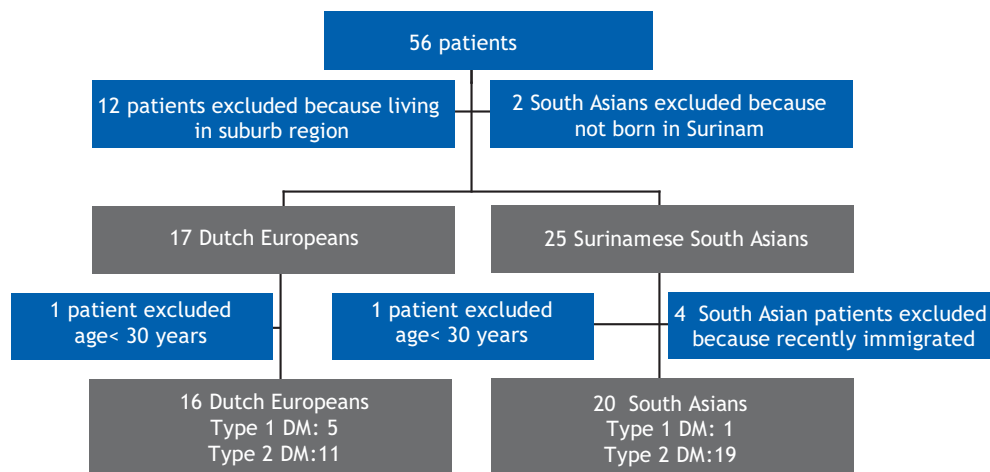 56 patients
12 patients excluded because living
in suburb region
2 South Asians excluded because
not born in Surinam
17 Dutch Europeans
25 Surinamese South Asians
1 patient excluded
age< 30 years
1 patient excluded
age< 30 years
4 South Asian patients excluded
because recently immigrated
16 Dutch Europeans
Type 1 DM: 5
Type 2 DM:11
20 South Asians
Type 1 DM: 1
Type 2 DM:19